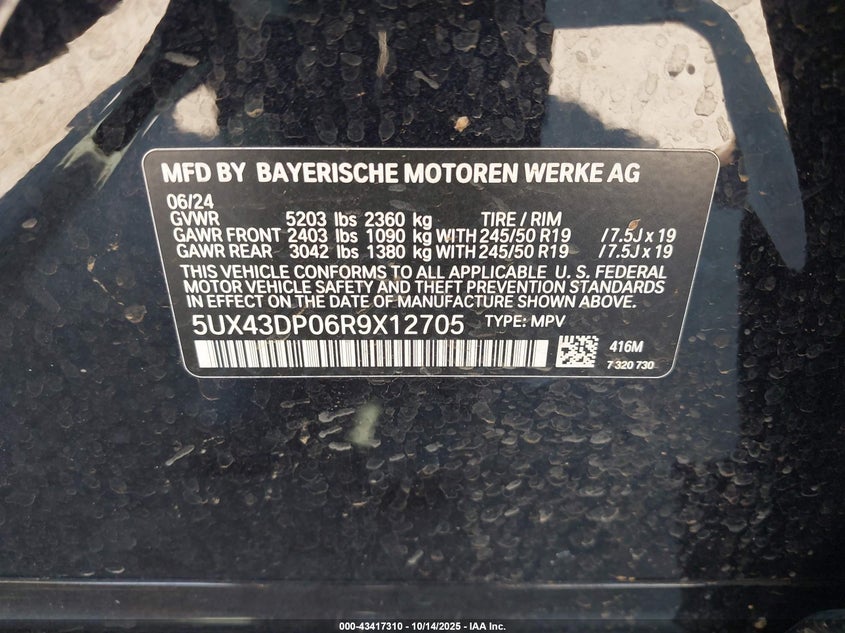 MFD BY BAYERISCHE MOTOREN WERKE AG
06/24
GVWR 5203 lbs 2360 kg TIRE / RIM
GAWR FRONT 2403 lbs 1090 kg WITH 245/50 R19 /7.5J x 19
GAWR REAR 3042 lbs 1380 kg WITH 245/50 R19 /7.5J x 19
THIS VEHICLE CONFORMS TO ALL APPLICABLE U. S. FEDERAL
MOTOR VEHICLE SAFETY AND THEFT PREVENTION STANDARDS
IN EFFECT ON THE DATE OF MANUFACTURE SHOWN ABOVE.
5UX43DP06R9X12705 TYPE: MPV
416M
7 320 730
000-43417310 - 10/14/2025 - IAA Inc.